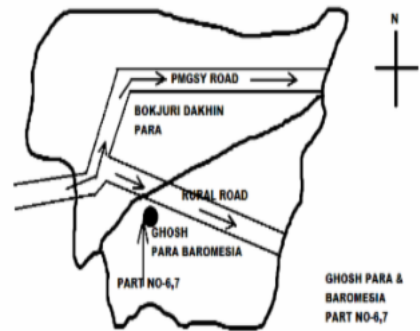 N
PMGSY ROAD
BOKJURI DAKHIN
PARA
RURAL ROAD
GHOSH
PARA BAROMESIA
PART NO-6,7
GHOSH PARA &
BAROMESIA
PART NO-6,7